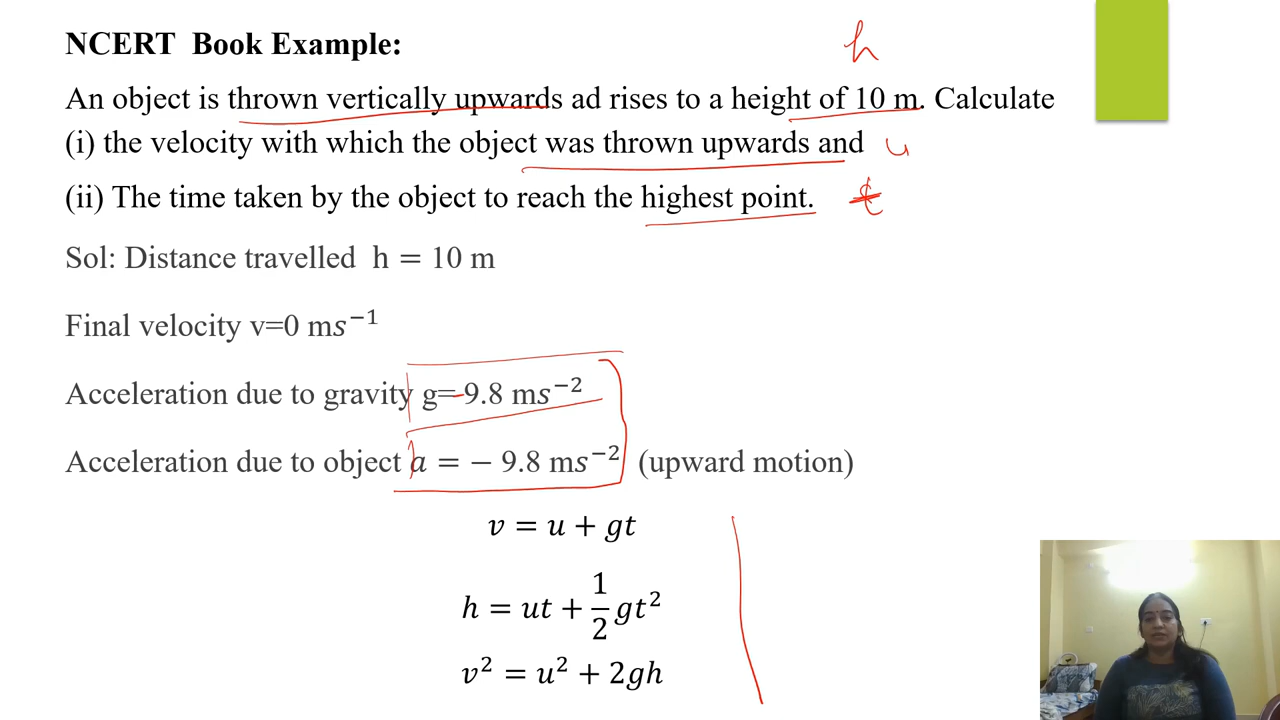 NCERT Book Example:
h
An object is thrown vertically upwards ad rises to a height of 10 m. Calculate
(i) the velocity with which the object was thrown upwards and u
(ii) The time taken by the object to reach the highest point. t
Sol: Distance travelled h = 10 m
Final velocity v=0 ms⁻¹
Acceleration due to gravity g=-9.8 ms⁻²
Acceleration due to object a = − 9.8 ms⁻² (upward motion)
v = u + gt
h = ut + 1/2 gt²
v² = u² + 2gh